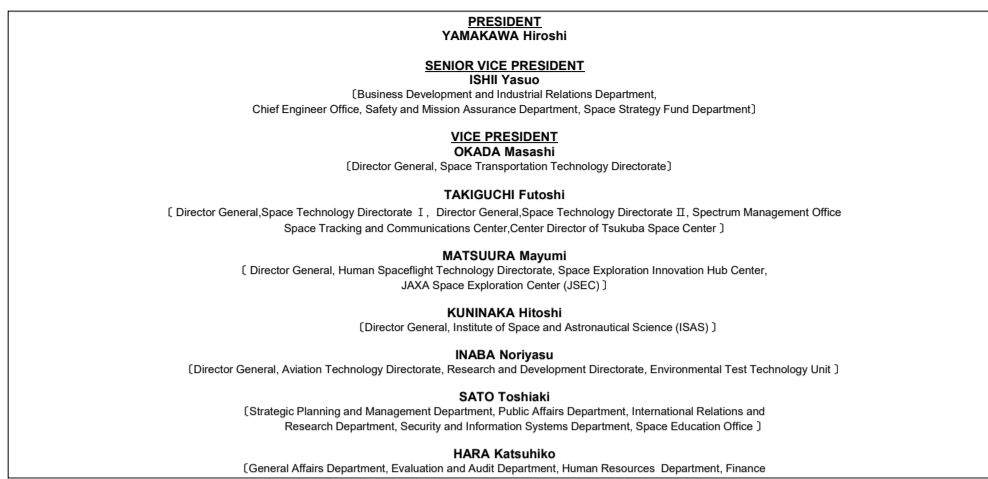 PRESIDENT
YAMAKAWA Hiroshi
SENIOR VICE PRESIDENT
ISHII Yasuo
〔Business Development and Industrial Relations Department,
Chief Engineer Office, Safety and Mission Assurance Department, Space Strategy Fund Department〕
VICE PRESIDENT
OKADA Masashi
〔Director General, Space Transportation Technology Directorate〕
TAKIGUCHI Futoshi
〔 Director General,Space Technology Directorate Ⅰ, Director General,Space Technology Directorate Ⅱ, Spectrum Management Office
Space Tracking and Communications Center,Center Director of Tsukuba Space Center 〕
MATSUURA Mayumi
〔 Director General, Human Spaceflight Technology Directorate, Space Exploration Innovation Hub Center,
JAXA Space Exploration Center (JSEC) 〕
KUNINAKA Hitoshi
〔Director General, Institute of Space and Astronautical Science (ISAS) 〕
INABA Noriyasu
〔Director General, Aviation Technology Directorate, Research and Development Directorate, Environmental Test Technology Unit 〕
SATO Toshiaki
〔Strategic Planning and Management Department, Public Affairs Department, International Relations and
Research Department, Security and Information Systems Department, Space Education Office 〕
HARA Katsuhiko
〔General Affairs Department, Evaluation and Audit Department, Human Resources Department, Finance